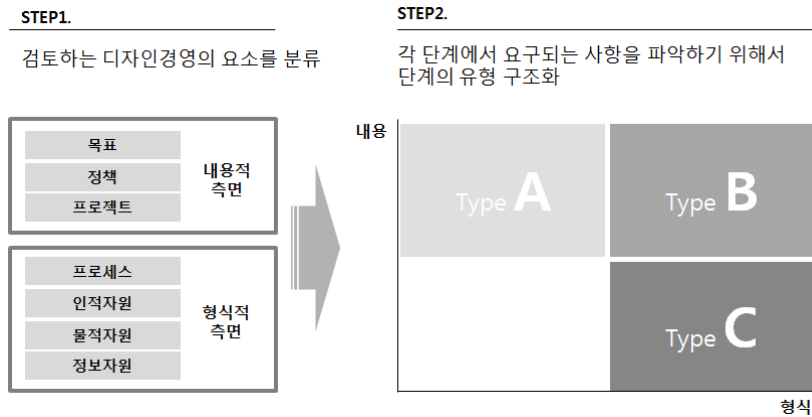 STEP1.
검토하는 디자인경영의 요소를 분류
목표
정책
프로젝트
내용적
측면
프로세스
인적자원
물적자원
정보자원
형식적
측면
STEP2.
각 단계에서 요구되는 사항을 파악하기 위해서
단계의 유형 구조화
내용
Type A
Type B
Type C
형식